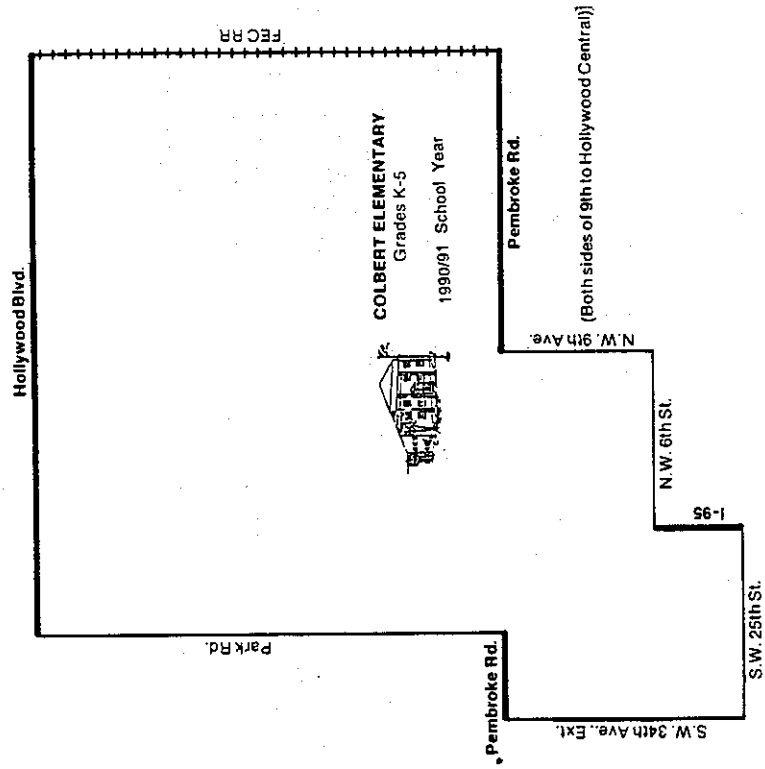 Hollywood Blvd.
FEC RR
COLBERT ELEMENTARY
Grades K-5
1990/91 School Year
Park Rd.
Pembroke Rd.
Pembroke Rd.
N.W. 9th Ave.
(Both sides of 9th to Hollywood Central)]
N.W. 6th St.
I-95
S.W. 34th Ave. Ext.
S.W. 25th St.